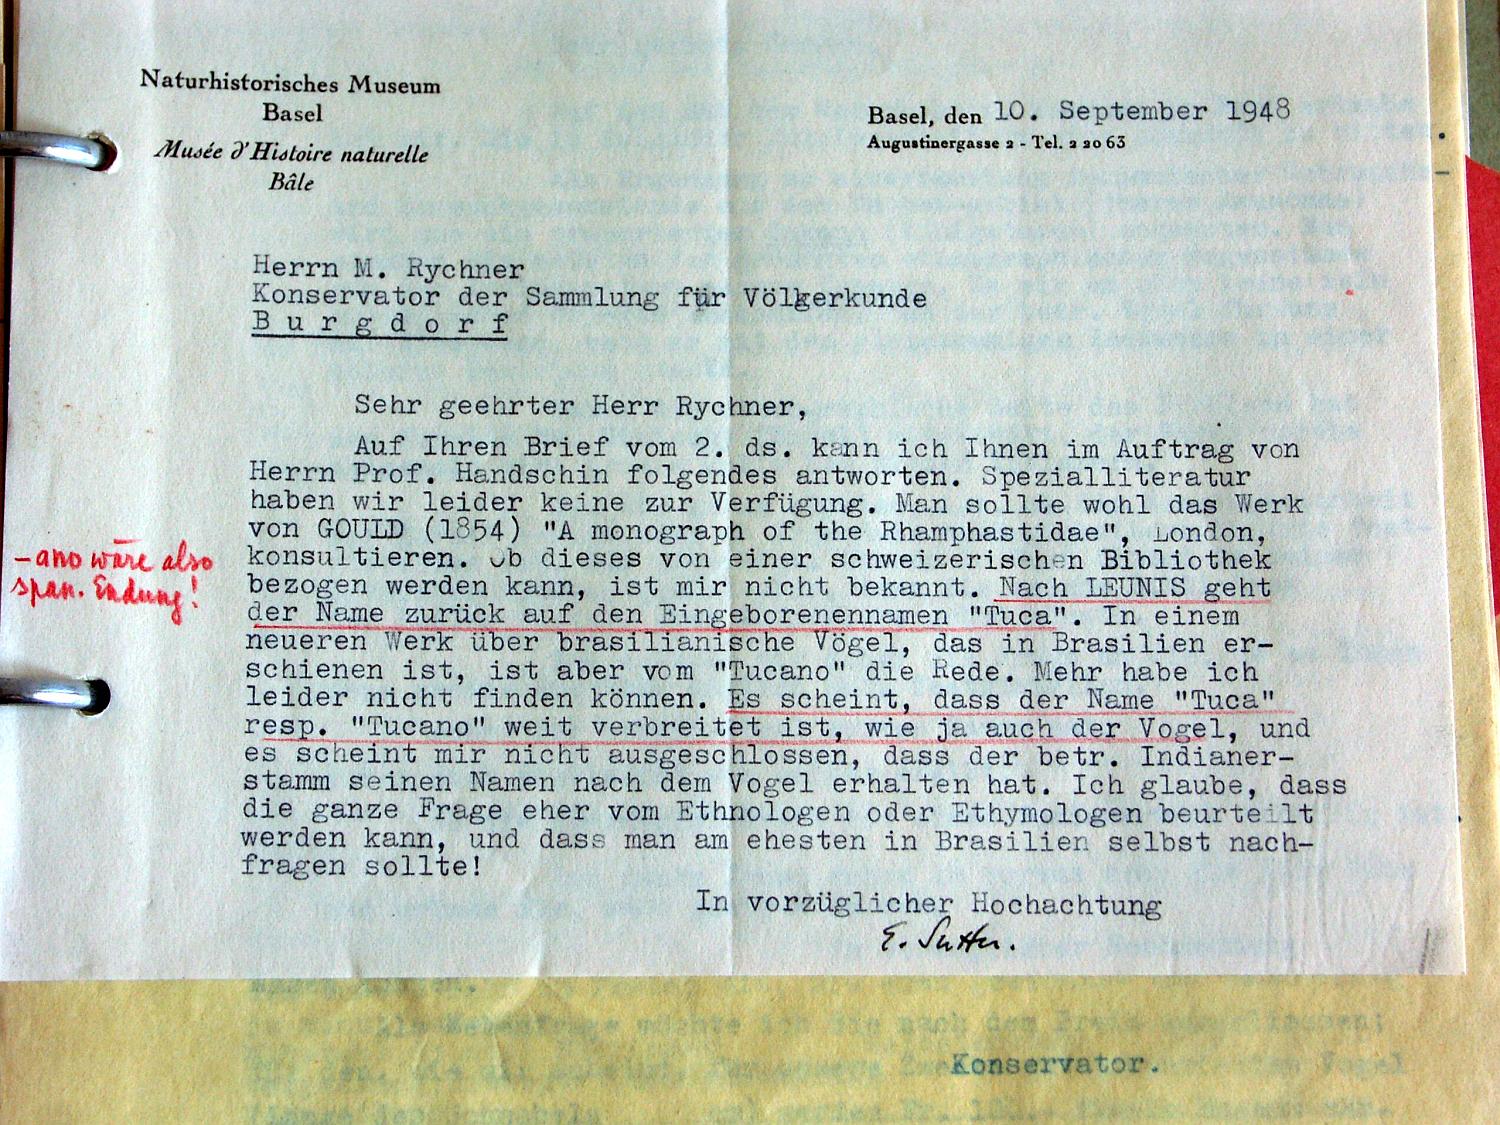 Naturhistorisches Museum
Basel
Musée d'Histoire naturelle
Bâle
Basel, den 10. September 1948
Augustinergasse 2 - Tel. 2 20 63
Herrn M. Rychner
Konservator der Sammlung für Völkerkunde
B u r g d o r f
Sehr geehrter Herr Rychner,
Auf Ihren Brief vom 2. ds. kann ich Ihnen im Auftrag von
Herrn Prof. Handschin folgendes antworten. Spezialliteratur
haben wir leider keine zur Verfügung. Man sollte wohl das Werk
von GOULD (1854) "A monograph of the Rhamphastidae", London,
konsultieren. Ob dieses von einer schweizerischen Bibliothek
bezogen werden kann, ist mir nicht bekannt. Nach LEUNIS geht
der Name zurück auf den Eingeborenennamen "Tuca". In einem
neueren Werk über brasilianische Vögel, das in Brasilien er-
schienen ist, ist aber vom "Tucano" die Rede. Mehr habe ich
leider nicht finden können. Es scheint, dass der Name "Tuca"
resp. "Tucano" weit verbreitet ist, wie ja auch der Vogel, und
es scheint mir nicht ausgeschlossen, dass der betr. Indianer-
stamm seinen Namen nach dem Vogel erhalten hat. Ich glaube, dass
die ganze Frage eher vom Ethnologen oder Ethymologen beurteilt
werden kann, und dass man am ehesten in Brasilien selbst nach-
fragen sollte!
In vorzüglicher Hochachtung
E. Sutter.
-ano wäre also
span. Endung!
Konservator.